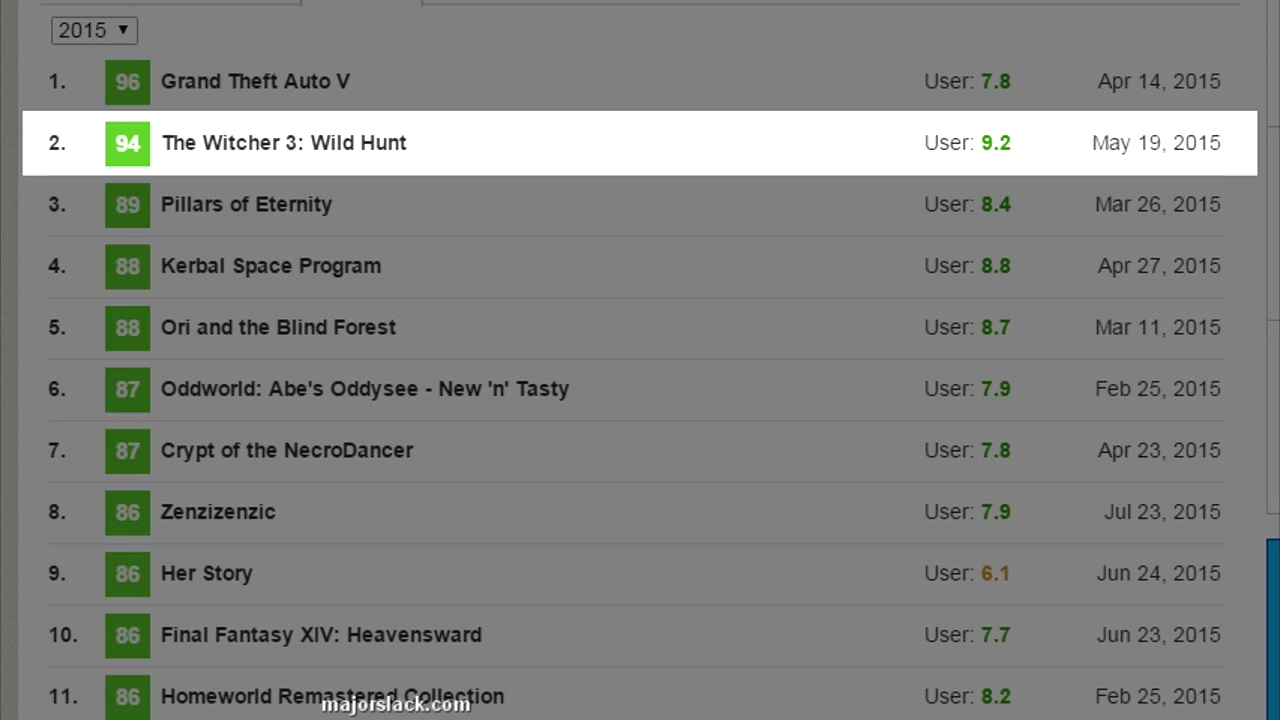 2015 ▼
1. 96 Grand Theft Auto V User: 7.8 Apr 14, 2015
2. 94 The Witcher 3: Wild Hunt User: 9.2 May 19, 2015
3. 89 Pillars of Eternity User: 8.4 Mar 26, 2015
4. 88 Kerbal Space Program User: 8.8 Apr 27, 2015
5. 88 Ori and the Blind Forest User: 8.7 Mar 11, 2015
6. 87 Oddworld: Abe's Oddysee - New 'n' Tasty User: 7.9 Feb 25, 2015
7. 87 Crypt of the NecroDancer User: 7.8 Apr 23, 2015
8. 86 Zenzizenzic User: 7.9 Jul 23, 2015
9. 86 Her Story User: 6.1 Jun 24, 2015
10. 86 Final Fantasy XIV: Heavensward User: 7.7 Jun 23, 2015
11. 86 Homeworld Remastered Collection User: 8.2 Feb 25, 2015
majorslack.com